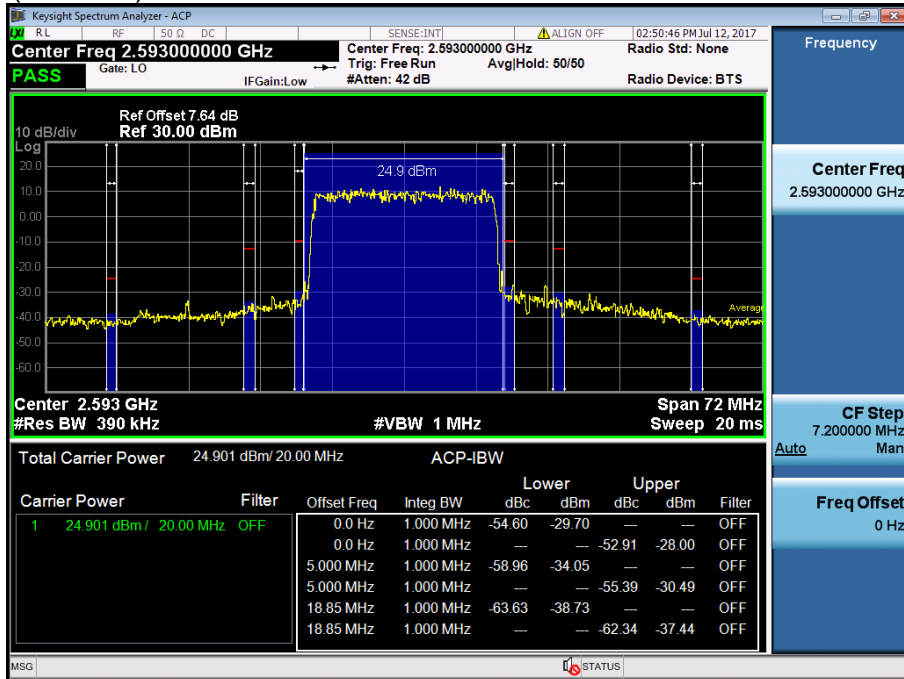 Keysight Spectrum Analyzer - ACP
LXI RL RF 50 Ω DC SENSE:INT ALIGN OFF 02:50:46 PM Jul 12, 2017
Center Freq 2.593000000 GHz Center Freq: 2.593000000 GHz Radio Std: None
Gate: LO Trig: Free Run Avg|Hold: 50/50
PASS IFGain:Low #Atten: 42 dB Radio Device: BTS
Frequency
Ref Offset 7.64 dB
10 dB/div Ref 30.00 dBm
Log
20.0
24.9 dBm
10.0
0.00
-10.0
-20.0
-30.0
-40.0
Average
-50.0
-60.0
Center 2.593 GHz Span 72 MHz
#Res BW 390 kHz #VBW 1 MHz Sweep 20 ms
Center Freq
2.593000000 GHz
CF Step
7.200000 MHz
Auto Man
Freq Offset
0 Hz
Total Carrier Power 24.901 dBm/ 20.00 MHz ACP-IBW
Lower Upper
Carrier Power Filter Offset Freq Integ BW dBc dBm dBc dBm Filter
1 24.901 dBm / 20.00 MHz OFF 0.0 Hz 1.000 MHz -54.60 -29.70 --- --- OFF
0.0 Hz 1.000 MHz --- --- -52.91 -28.00 OFF
5.000 MHz 1.000 MHz -58.96 -34.05 --- --- OFF
5.000 MHz 1.000 MHz --- --- -55.39 -30.49 OFF
18.85 MHz 1.000 MHz -63.63 -38.73 --- --- OFF
18.85 MHz 1.000 MHz --- --- -62.34 -37.44 OFF
MSG STATUS